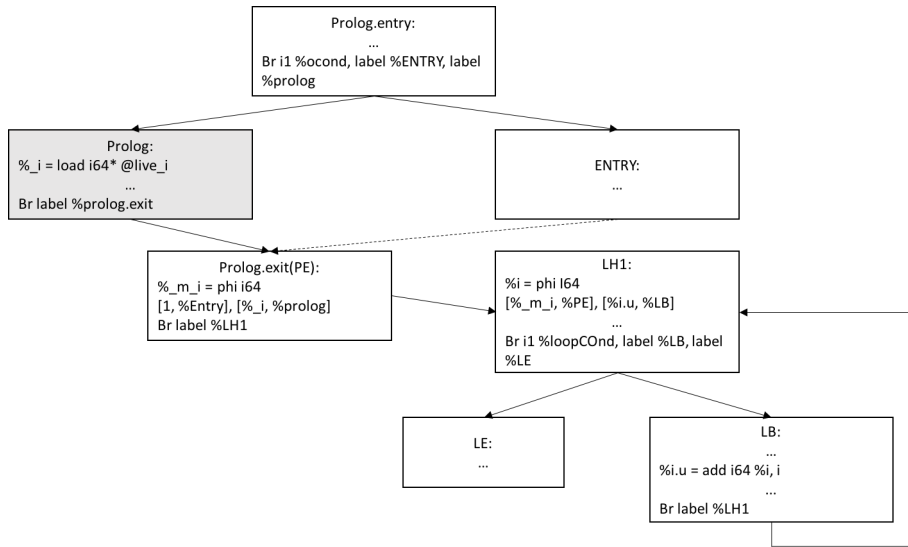 Prolog.entry:
...
Br i1 %ocond, label %ENTRY, label
%prolog
Prolog:
%_i = load i64* @live_i
...
Br label %prolog.exit
ENTRY:
...
Prolog.exit(PE):
%_m_i = phi i64
[1, %Entry], [%_i, %prolog]
Br label %LH1
LH1:
%i = phi I64
[%_m_i, %PE], [%i.u, %LB]
...
Br i1 %loopCOnd, label %LB, label
%LE
LE:
...
LB:
...
%i.u = add i64 %i, i
...
Br label %LH1